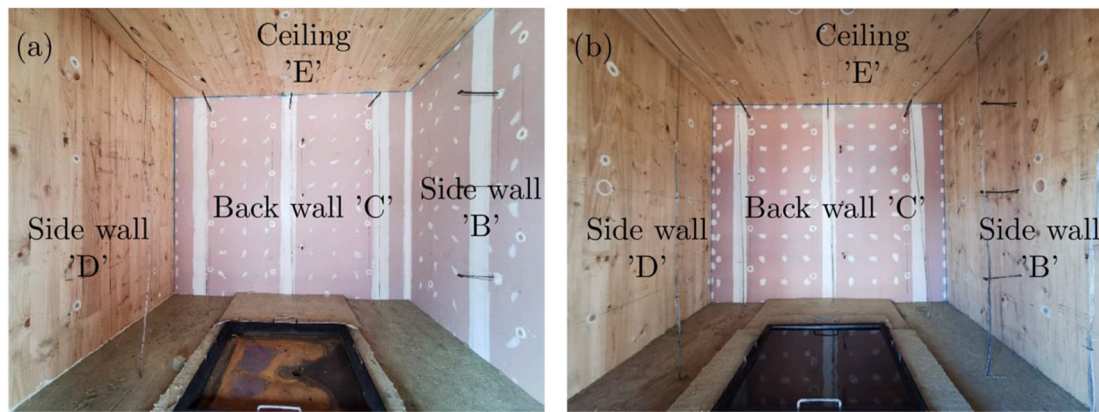 (a)
Ceiling
'E'
Side wall
'D'
Back wall 'C'
Side wall
'B'
(b)
Ceiling
'E'
Side wall
'D'
Back wall 'C'
Side wall
'B'